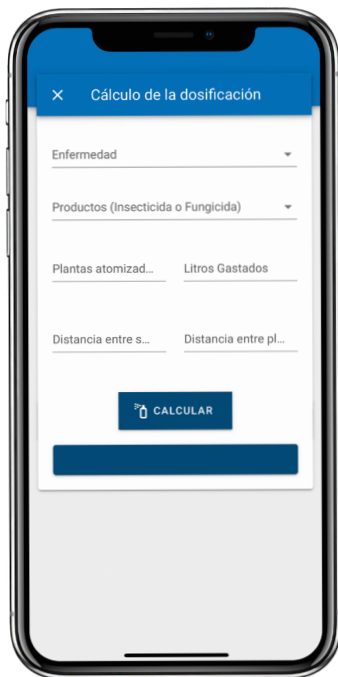 Cálculo de la dosificación
Enfermedad
Productos (Insecticida o Fungicida)
Plantas atomizad... Litros Gastados
Distancia entre s... Distancia entre pl...
CALCULAR